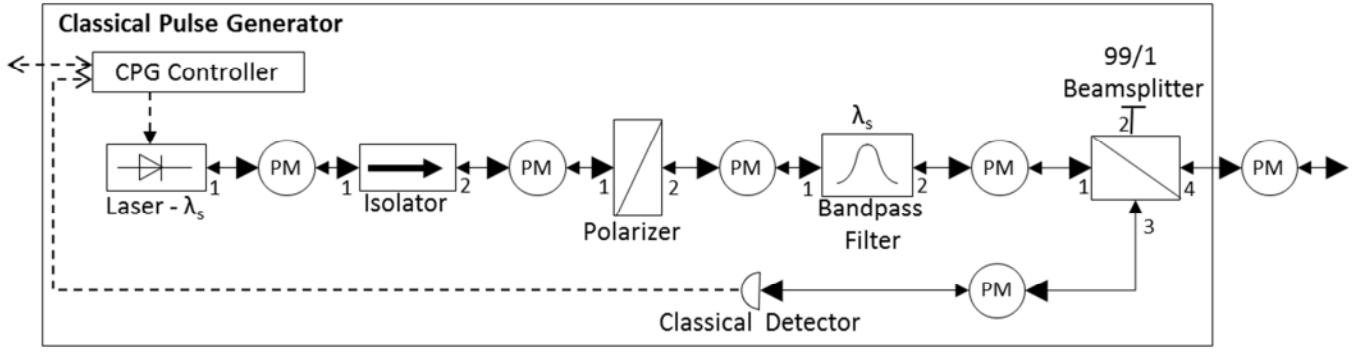 Classical Pulse Generator
CPG Controller
99/1
Beamsplitter
2
λs
PM
PM
PM
PM
PM
1
1
2
1
2
1
2
1
4
Laser - λs
Isolator
Polarizer
Bandpass
Filter
3
PM
Classical Detector